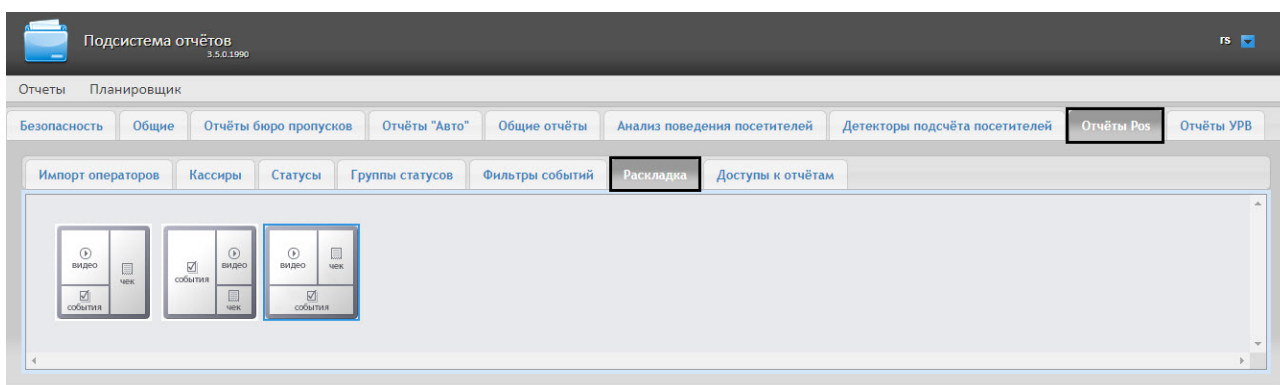 Подсистема отчётов
3.5.0.1990
rs
Отчеты Планировщик
Безопасность Общие Отчёты бюро пропусков Отчёты "Авто" Общие отчёты Анализ поведения посетителей Детекторы подсчёта посетителей Отчёты Pos Отчёты УРВ
Импорт операторов Кассиры Статусы Группы статусов Фильтры событий Раскладка Доступы к отчётам
видео чек события
события видео чек
видео чек события